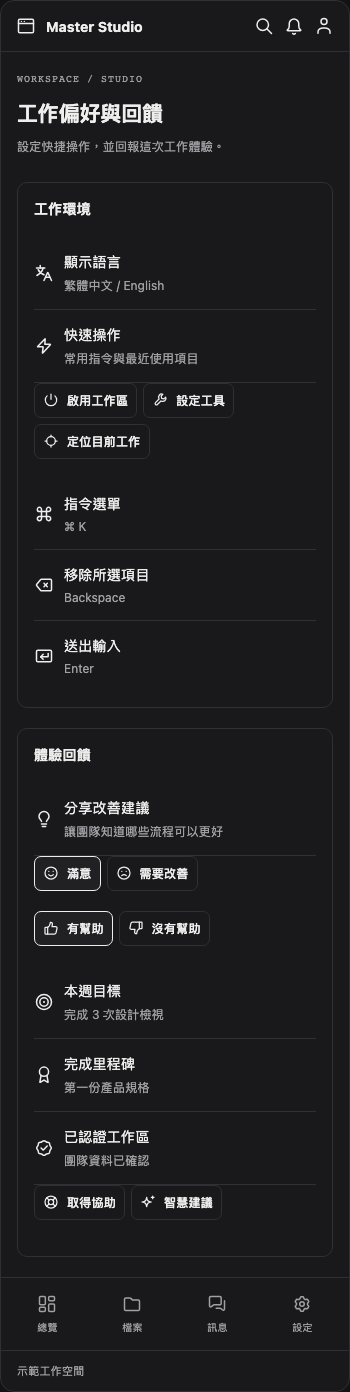 Master Studio
WORKSPACE / STUDIO
工作偏好與回饋
設定快捷操作，並回報這次工作體驗。
工作環境
顯示語言
繁體中文 / English
快速操作
常用指令與最近使用項目
啟用工作區
設定工具
定位目前工作
指令選單
⌘ K
移除所選項目
Backspace
送出輸入
Enter
體驗回饋
分享改善建議
讓團隊知道哪些流程可以更好
滿意
需要改善
有幫助
沒有幫助
本週目標
完成 3 次設計檢視
完成里程碑
第一份產品規格
已認證工作區
團隊資料已確認
取得協助
智慧建議
總覽
檔案
訊息
設定
示範工作空間